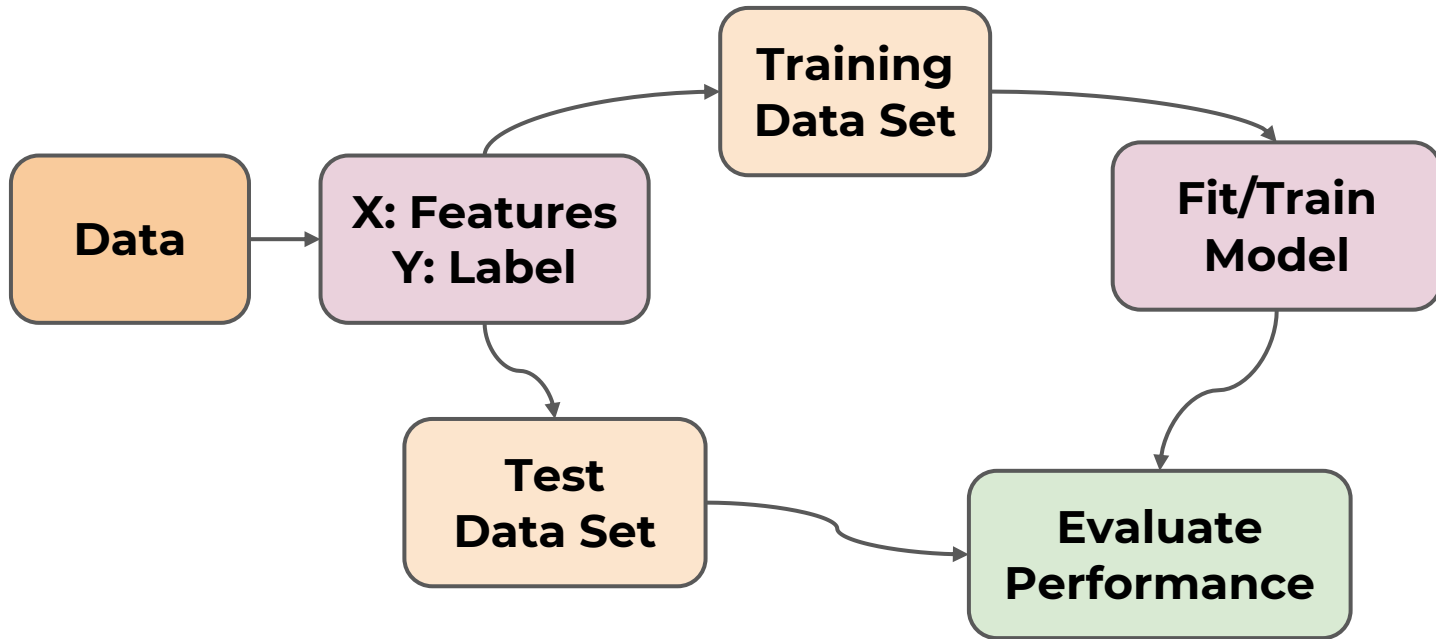 Training
Data Set
Data
X: Features
Y: Label
Fit/Train
Model
Test
Data Set
Evaluate
Performance